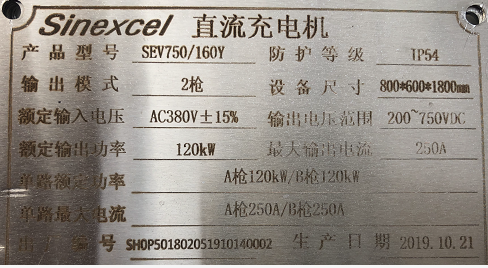 Sinexcel 直流充电机
产品型号 SEV750/160Y 防护等级 IP54
输出模式 2枪 设备尺寸 800*600*1800mm
额定输入电压 AC380V±15% 输出电压范围 200~750VDC
额定输出功率 120kW 最大输出电流 250A
单路额定功率 A枪120kW/B枪120kW
单路最大电流 A枪250A/B枪250A
出厂编号 SH0P501802051910140002 生产日期 2019.10.21